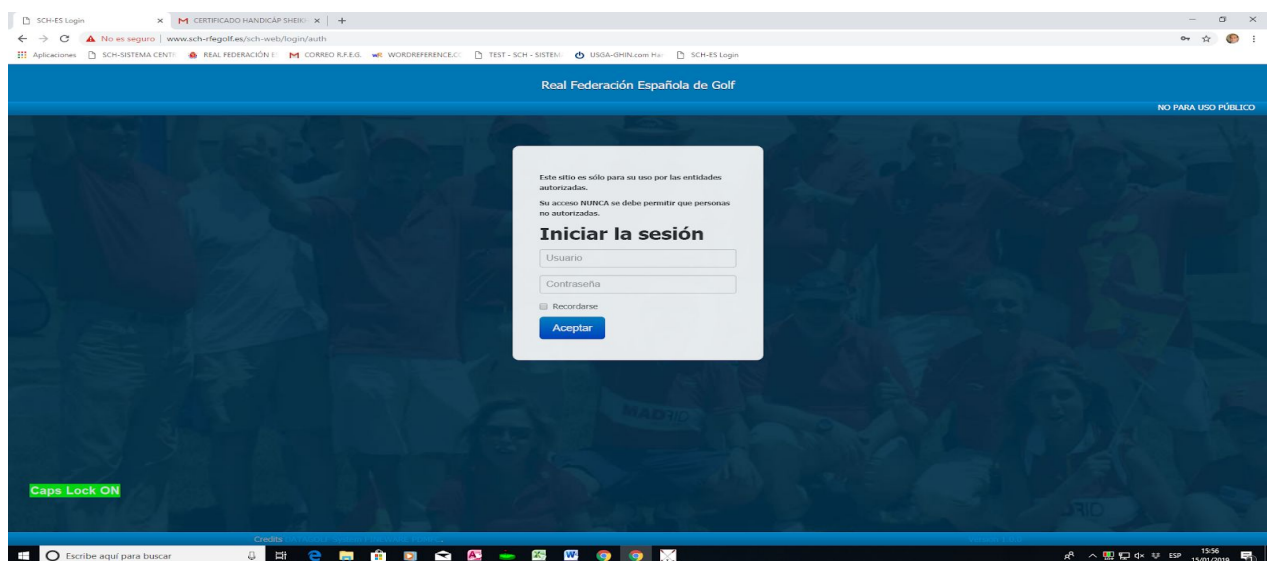 SCH-ES Login
CERTIFICADO HANDICÁP SHEIK
No es seguro | www.sch-rfegolf.es/sch-web/login/auth
Aplicaciones SCH-SISTEMA CENT REAL FEDERACIÓN E CORREO R.F.E.G. WORDREFERENCE.CO TEST - SCH - SISTEM USGA-GHIN.com Ha SCH-ES Login
Real Federación Española de Golf
NO PARA USO PÚBLICO
Este sitio es sólo para su uso por las entidades
autorizadas.
Su acceso NUNCA se debe permitir que personas
no autorizadas.
Iniciar la sesión
Usuario
Contraseña
Recordarse
Aceptar
MADRID
Caps Lock ON
Credits
Escribe aquí para buscar
ESP
15:56
15/01/2019